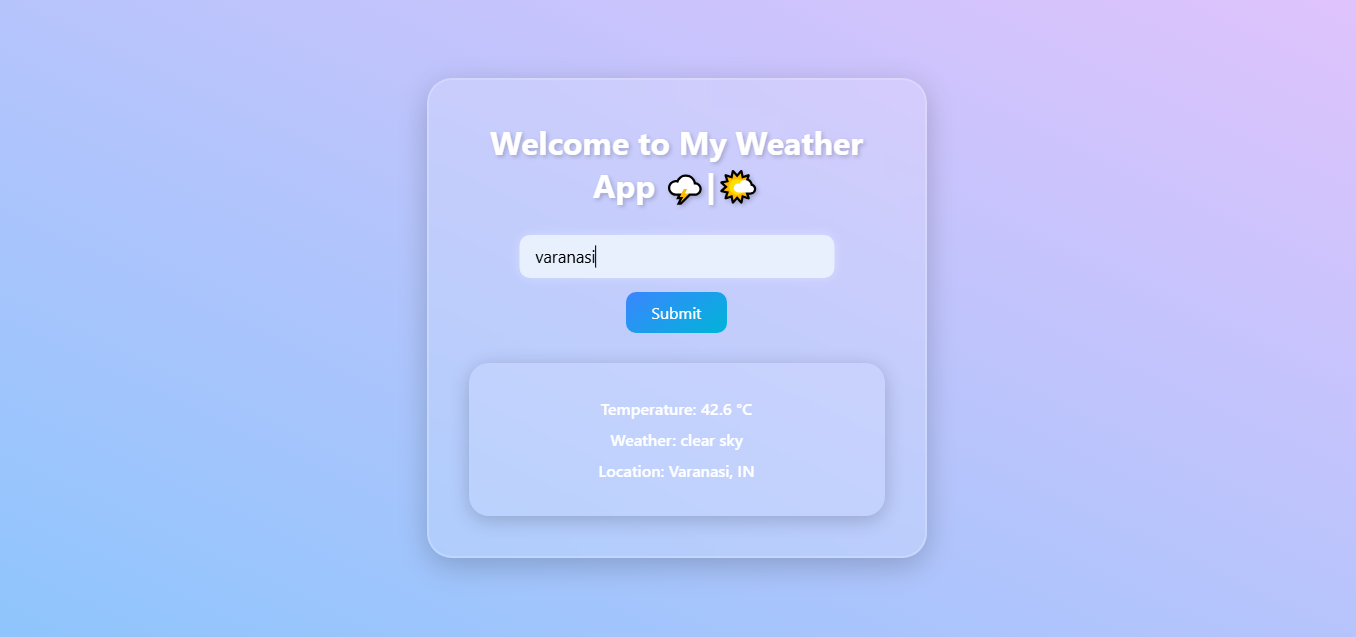 Welcome to My Weather
App 🌩️|🌤️
varanasi
Submit
Temperature: 42.6 °C
Weather: clear sky
Location: Varanasi, IN